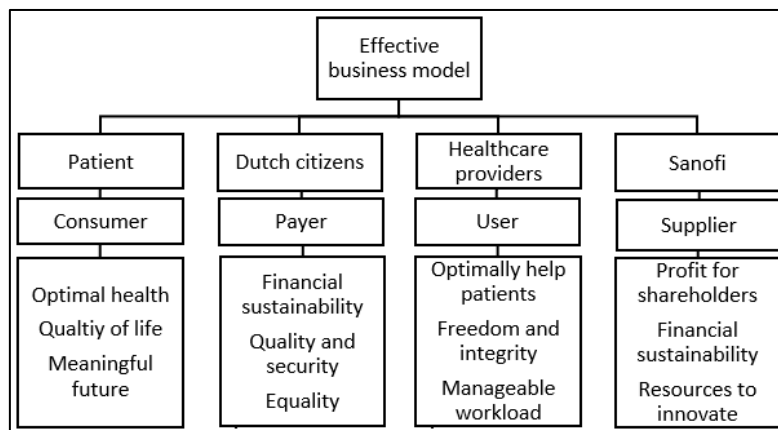 Effective
business model
Patient
Dutch citizens
Healthcare
providers
Sanofi
Consumer
Payer
User
Supplier
Optimal health
Qualtiy of life
Meaningful
future
Financial
sustainability
Quality and
security
Equality
Optimally help
patients
Freedom and
integrity
Manageable
workload
Profit for
shareholders
Financial
sustainability
Resources to
innovate